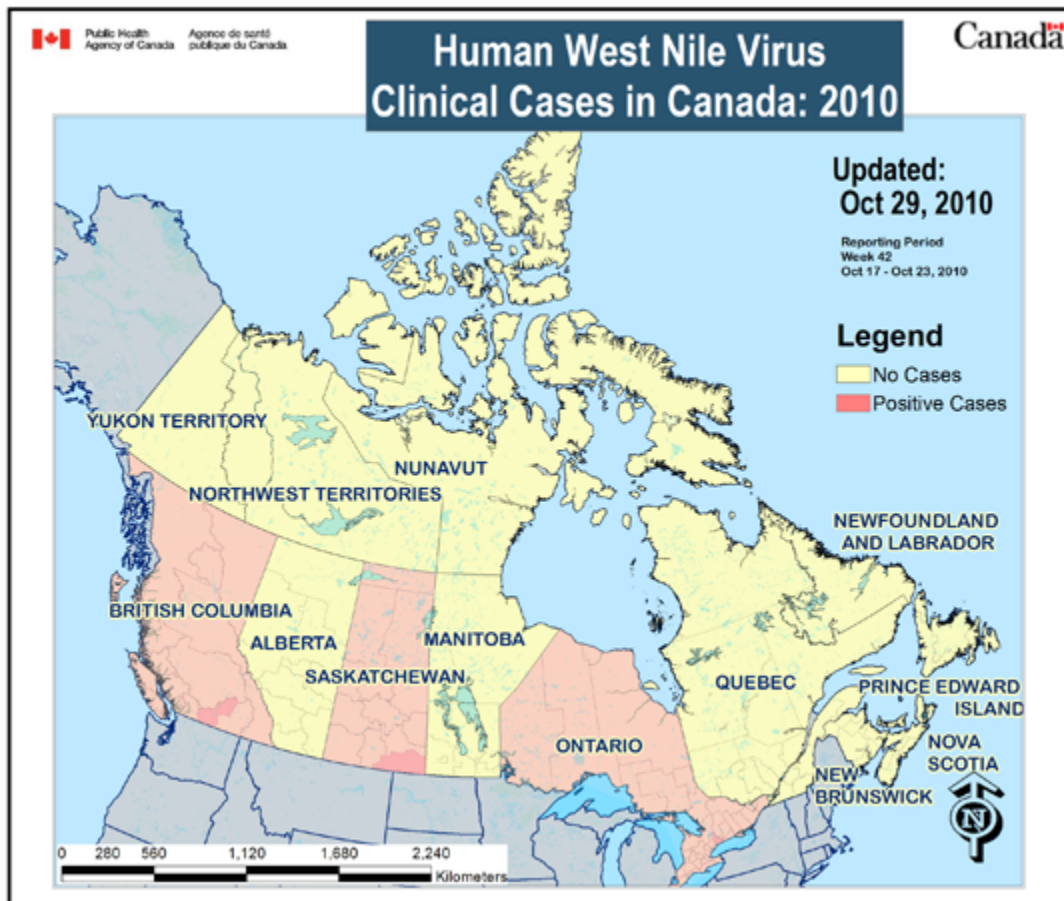 Public Health
Agency of Canada
Agence de santé
publique du Canada
Canada
Human West Nile Virus
Clinical Cases in Canada: 2010
Updated:
Oct 29, 2010
Reporting Period
Week 42
Oct 17 - Oct 23, 2010
Legend
No Cases
Positive Cases
YUKON TERRITORY
NUNAVUT
NORTHWEST TERRITORIES
NEWFOUNDLAND
AND LABRADOR
BRITISH COLUMBIA
ALBERTA
MANITOBA
SASKATCHEWAN
QUEBEC
PRINCE EDWARD
ISLAND
ONTARIO
NOVA
SCOTIA
NEW
BRUNSWICK
N
0 280 560 1,120 1,680 2,240
Kilometers